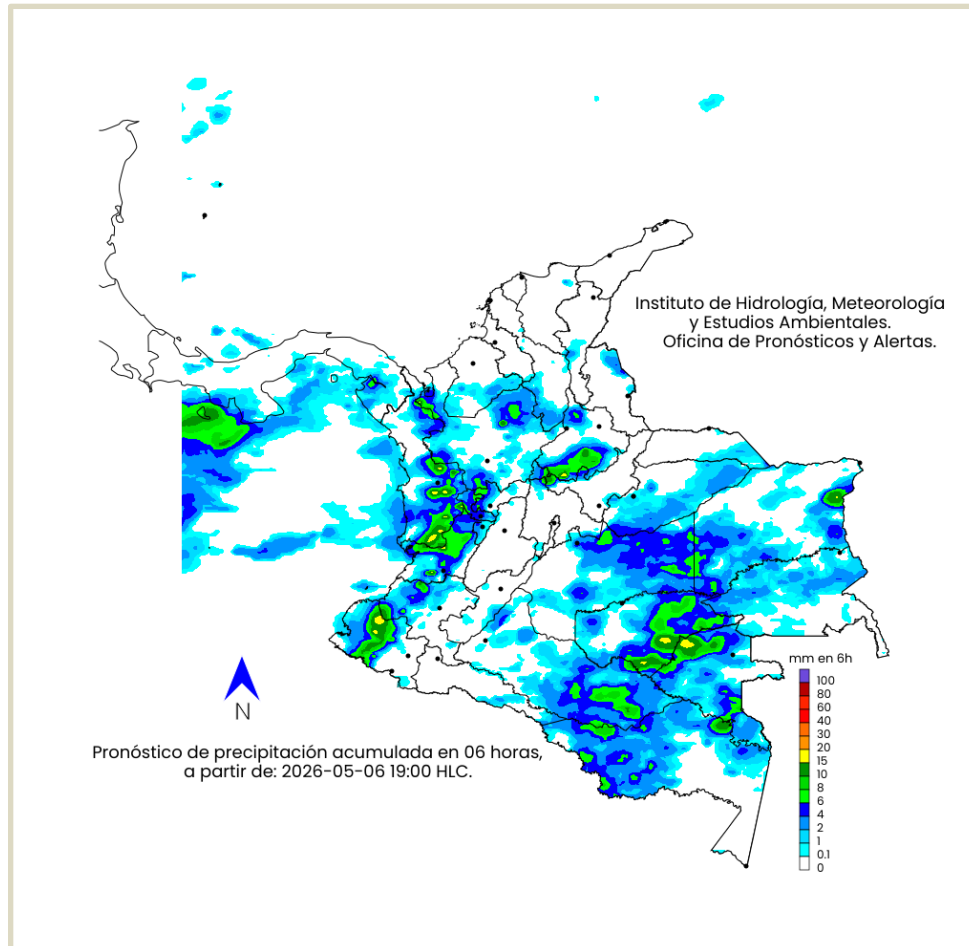 Instituto de Hidrología, Meteorología
y Estudios Ambientales.
Oficina de Pronósticos y Alertas.
N
Pronóstico de precipitación acumulada en 06 horas,
a partir de: 2026-05-06 19:00 HLC.
mm en 6h
100
80
60
40
30
20
15
10
8
6
4
2
1
0.1
0